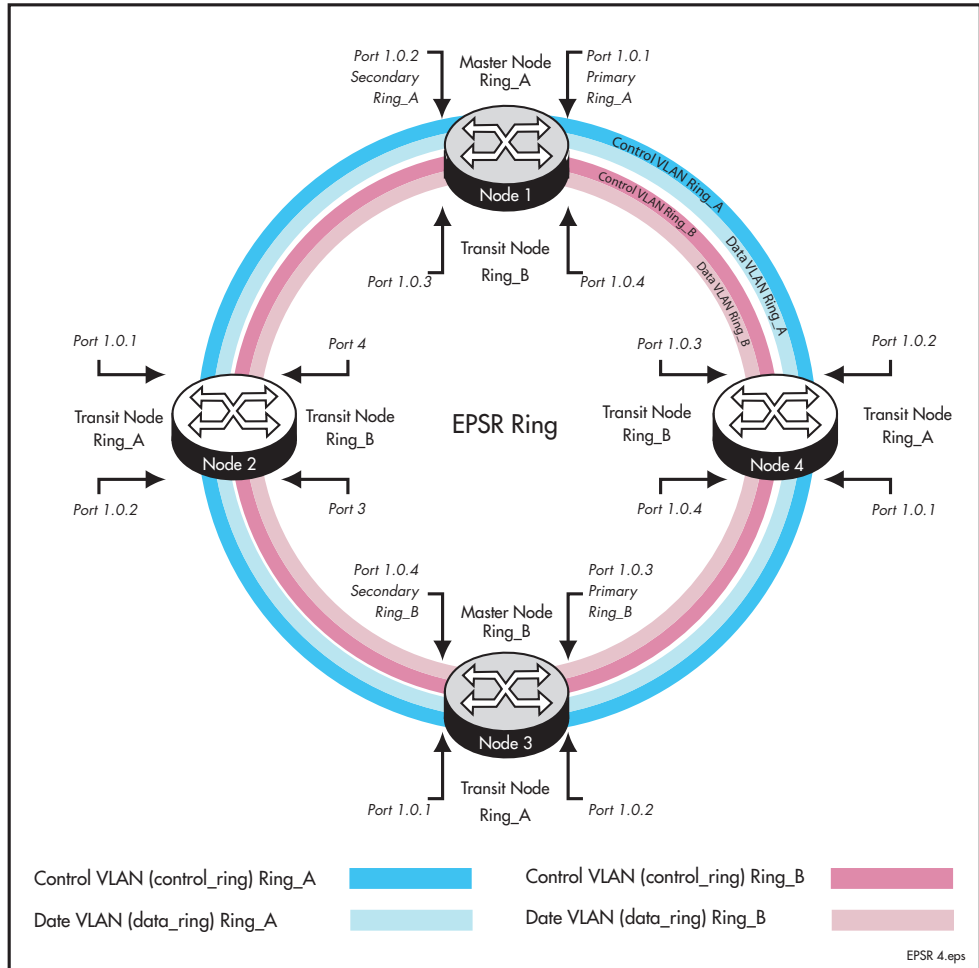 Port 1.0.2
Secondary
Ring_A
Master Node
Ring_A
Port 1.0.1
Primary
Ring_A
Node 1
Control VLAN Ring_A
Control VLAN Ring_B
Data VLAN Ring_A
Data VLAN Ring_B
Port 1.0.3
Transit Node
Ring_B
Port 1.0.4
Port 1.0.1
Port 4
Transit Node
Ring_A
Transit Node
Ring_B
Node 2
Port 1.0.2
Port 3
EPSR Ring
Port 1.0.3
Port 1.0.2
Transit Node
Ring_B
Transit Node
Ring_A
Node 4
Port 1.0.4
Port 1.0.1
Port 1.0.4
Secondary
Ring_B
Master Node
Ring_B
Port 1.0.3
Primary
Ring_B
Node 3
Port 1.0.1
Transit Node
Ring_A
Port 1.0.2
Control VLAN (control_ring) Ring_A
Control VLAN (control_ring) Ring_B
Date VLAN (data_ring) Ring_A
Date VLAN (data_ring) Ring_B
EPSR 4.eps